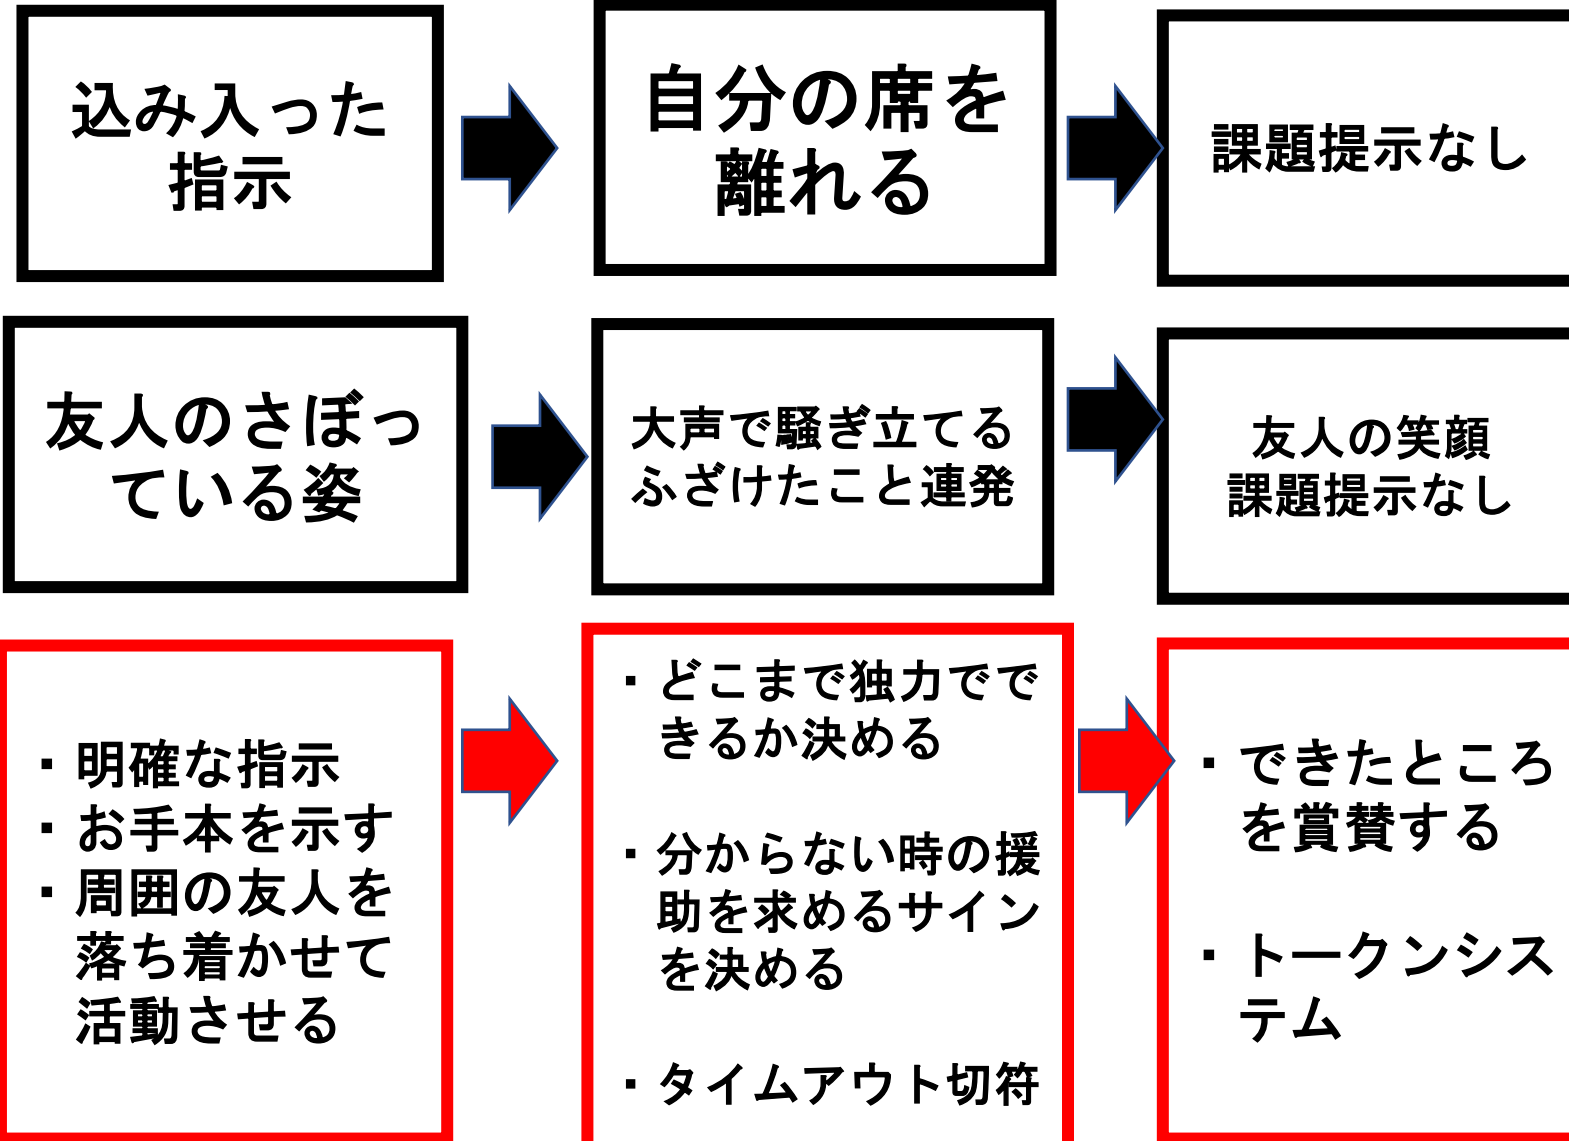 込み入った
指示
自分の席を
離れる
課題提示なし
友人のさぼっ
ている姿
大声で騒ぎ立てる
ふざけたこと連発
友人の笑顔
課題提示なし
・明確な指示
・お手本を示す
・周囲の友人を
落ち着かせて
活動させる
・どこまで独力でで
きるか決める
・分からない時の援
助を求めるサイン
を決める
・タイムアウト切符
・できたところ
を賞賛する
・トークンシス
テム